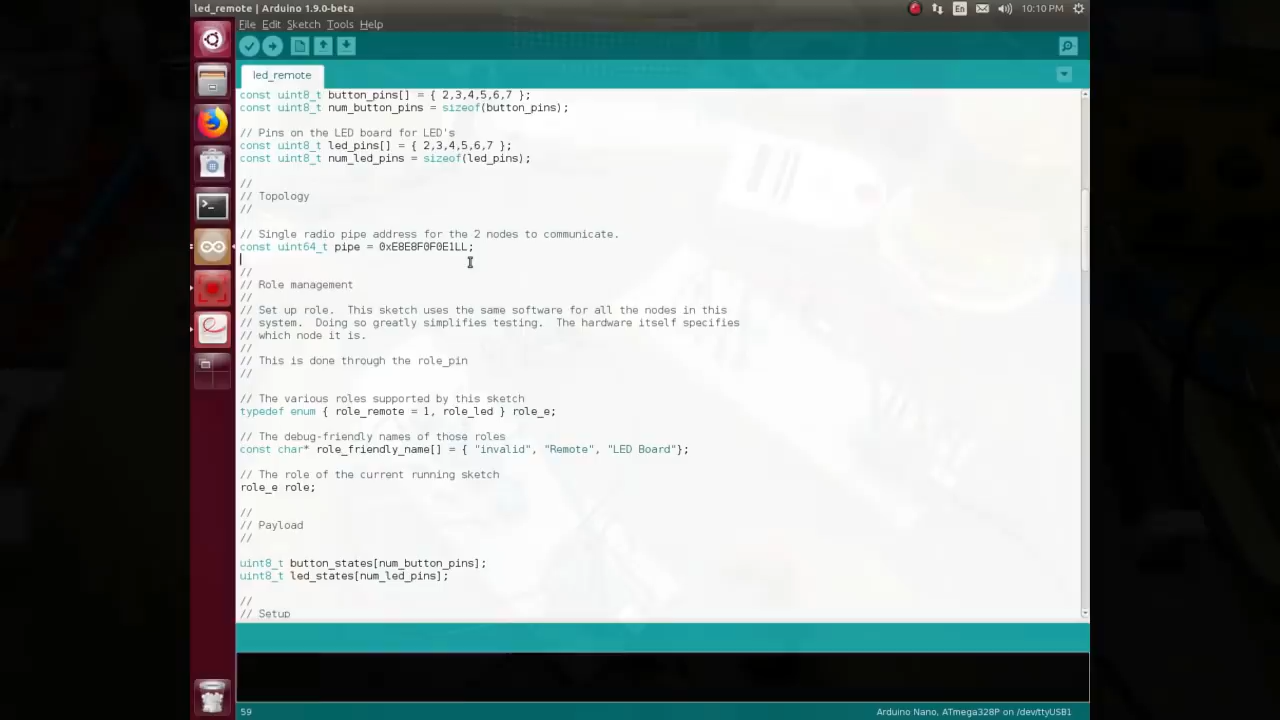 led_remote | Arduino 1.9.0-beta
En
10:10 PM
File Edit Sketch Tools Help
led_remote
const uint8_t button_pins[] = { 2,3,4,5,6,7 };
const uint8_t num_button_pins = sizeof(button_pins);
// Pins on the LED board for LED's
const uint8_t led_pins[] = { 2,3,4,5,6,7 };
const uint8_t num_led_pins = sizeof(led_pins);
//
// Topology
//
// Single radio pipe address for the 2 nodes to communicate.
const uint64_t pipe = 0xE8E8F0F0E1LL;
//
// Role management
//
// Set up role.  This sketch uses the same software for all the nodes in this
// system.  Doing so greatly simplifies testing.  The hardware itself specifies
// which node it is.
//
// This is done through the role_pin
//
// The various roles supported by this sketch
typedef enum { role_remote = 1, role_led } role_e;
// The debug-friendly names of those roles
const char* role_friendly_name[] = { "invalid", "Remote", "LED Board"};
// The role of the current running sketch
role_e role;
//
// Payload
//
uint8_t button_states[num_button_pins];
uint8_t led_states[num_led_pins];
//
// Setup
59
Arduino Nano, ATmega328P on /dev/ttyUSB1